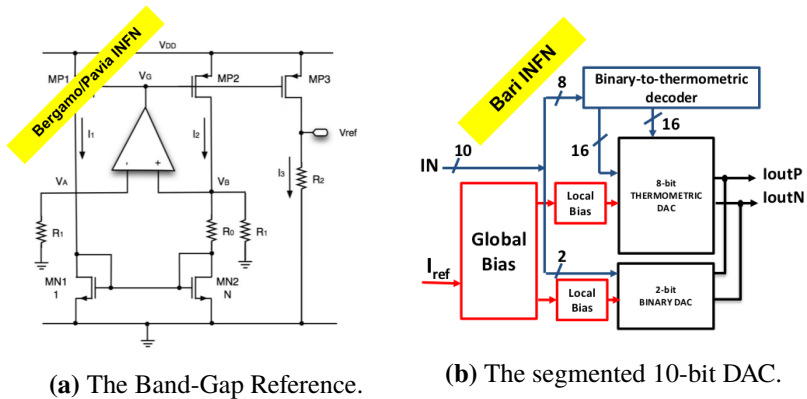 Bergamo/Pavia INFN
VDD
MP1
VG
MP2
MP3
I1
I2
Vref
I3
R2
VA
VB
-
+
R1
R0
R1
MN1
1
MN2
N
Bari INFN
8
Binary-to-thermometric
decoder
16
16
10
IN
Local
Bias
8-bit
THERMOMETRIC
DAC
IoutP
IoutN
Global
Bias
Iref
2
Local
Bias
2-bit
BINARY DAC
(a) The Band-Gap Reference.
(b) The segmented 10-bit DAC.